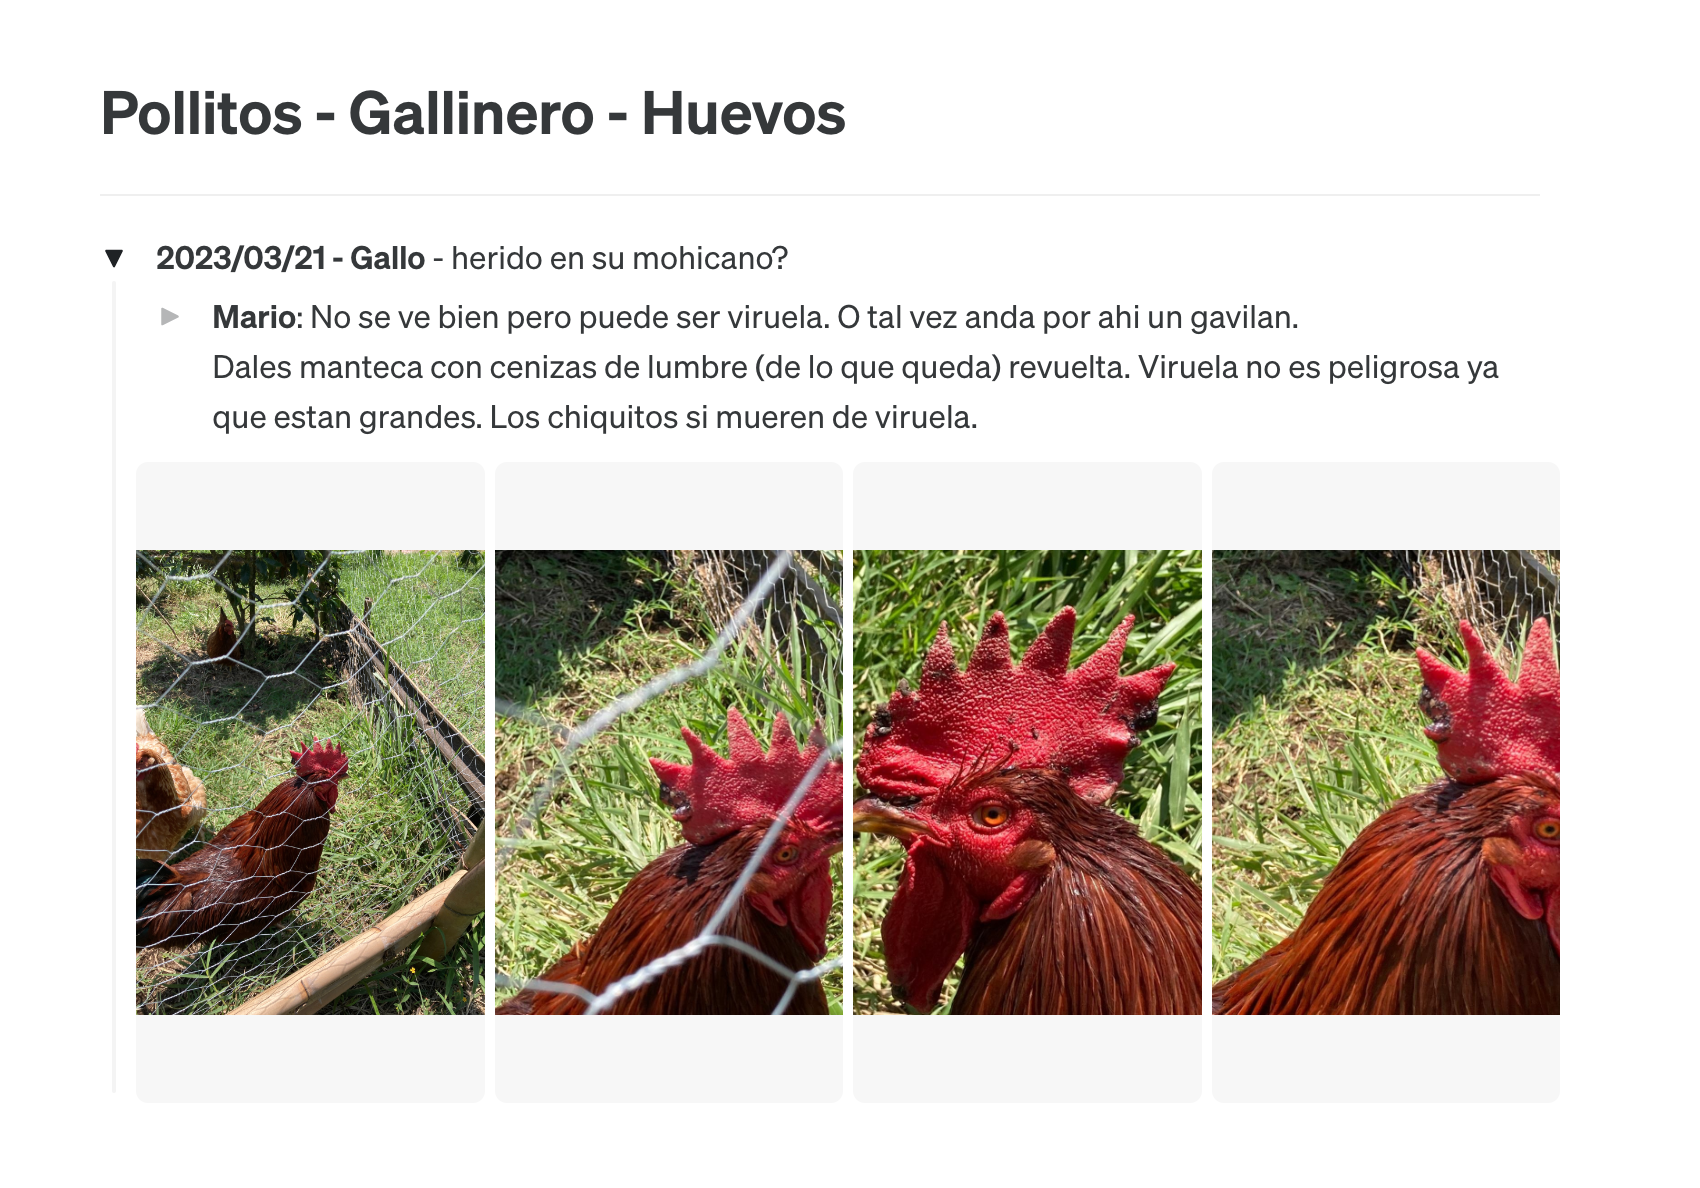 Pollitos - Gallinero - Huevos
2023/03/21 - Gallo - herido en su mohicano?
Mario: No se ve bien pero puede ser viruela. O tal vez anda por ahi un gavilan.
Dales manteca con cenizas de lumbre (de lo que queda) revuelta. Viruela no es peligrosa ya
que estan grandes. Los chiquitos si mueren de viruela.